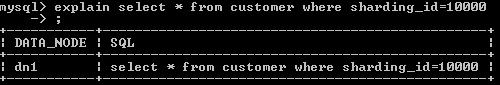 mysql> explain select * from customer where sharding_id=10000
    -> ;
+-----------+------------------------------------------------+
| DATA_NODE | SQL                                            |
+-----------+------------------------------------------------+
| dn1       | select * from customer where sharding_id=10000 |
+-----------+------------------------------------------------+